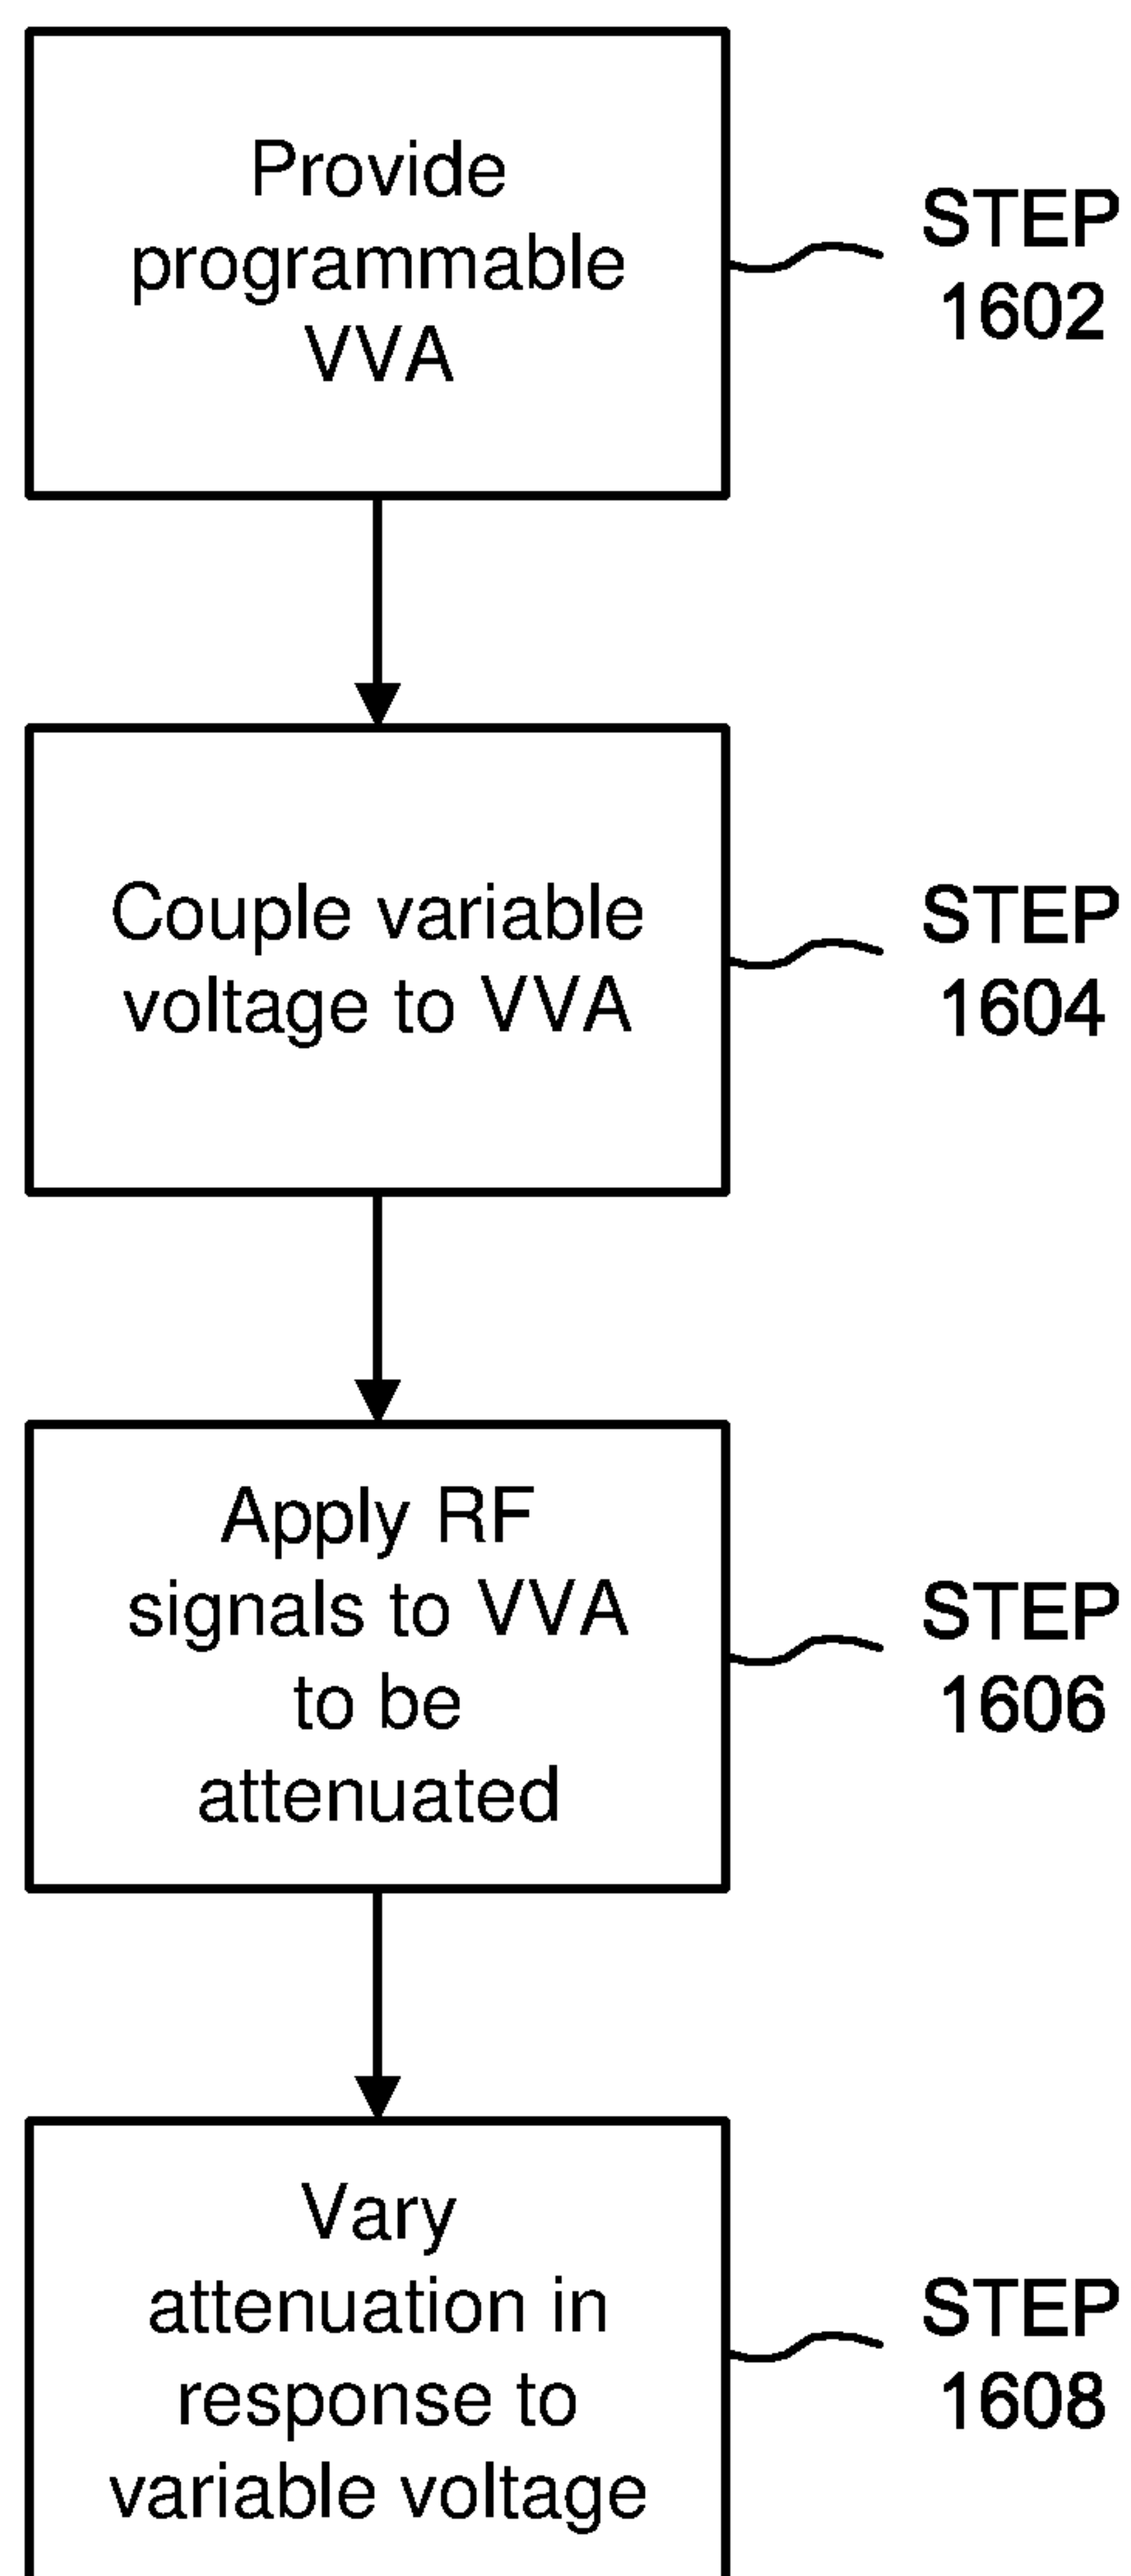 Provide
programmable
VVA
STEP
1602
Couple variable
voltage to VVA
STEP
1604
Apply RF
signals to VVA
to be
attenuated
STEP
1606
Vary
attenuation in
response to
variable voltage
STEP
1608